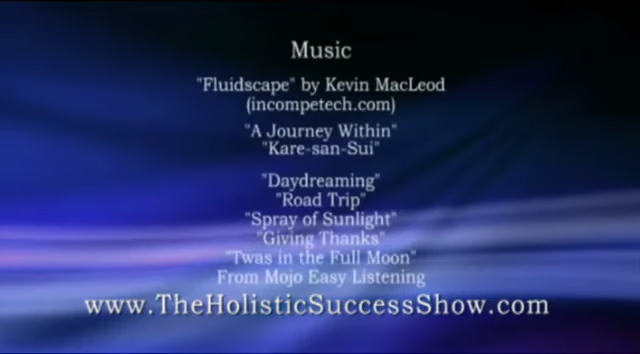 Music
"Fluidscape" by Kevin MacLeod
(incompetech.com)
"A Journey Within"
"Kare-san-Sui"
"Daydreaming"
"Road Trip"
"Spray of Sunlight"
"Giving Thanks"
"Twas in the Full Moon"
From Mojo Easy Listening
www.TheHolisticSuccessShow.com